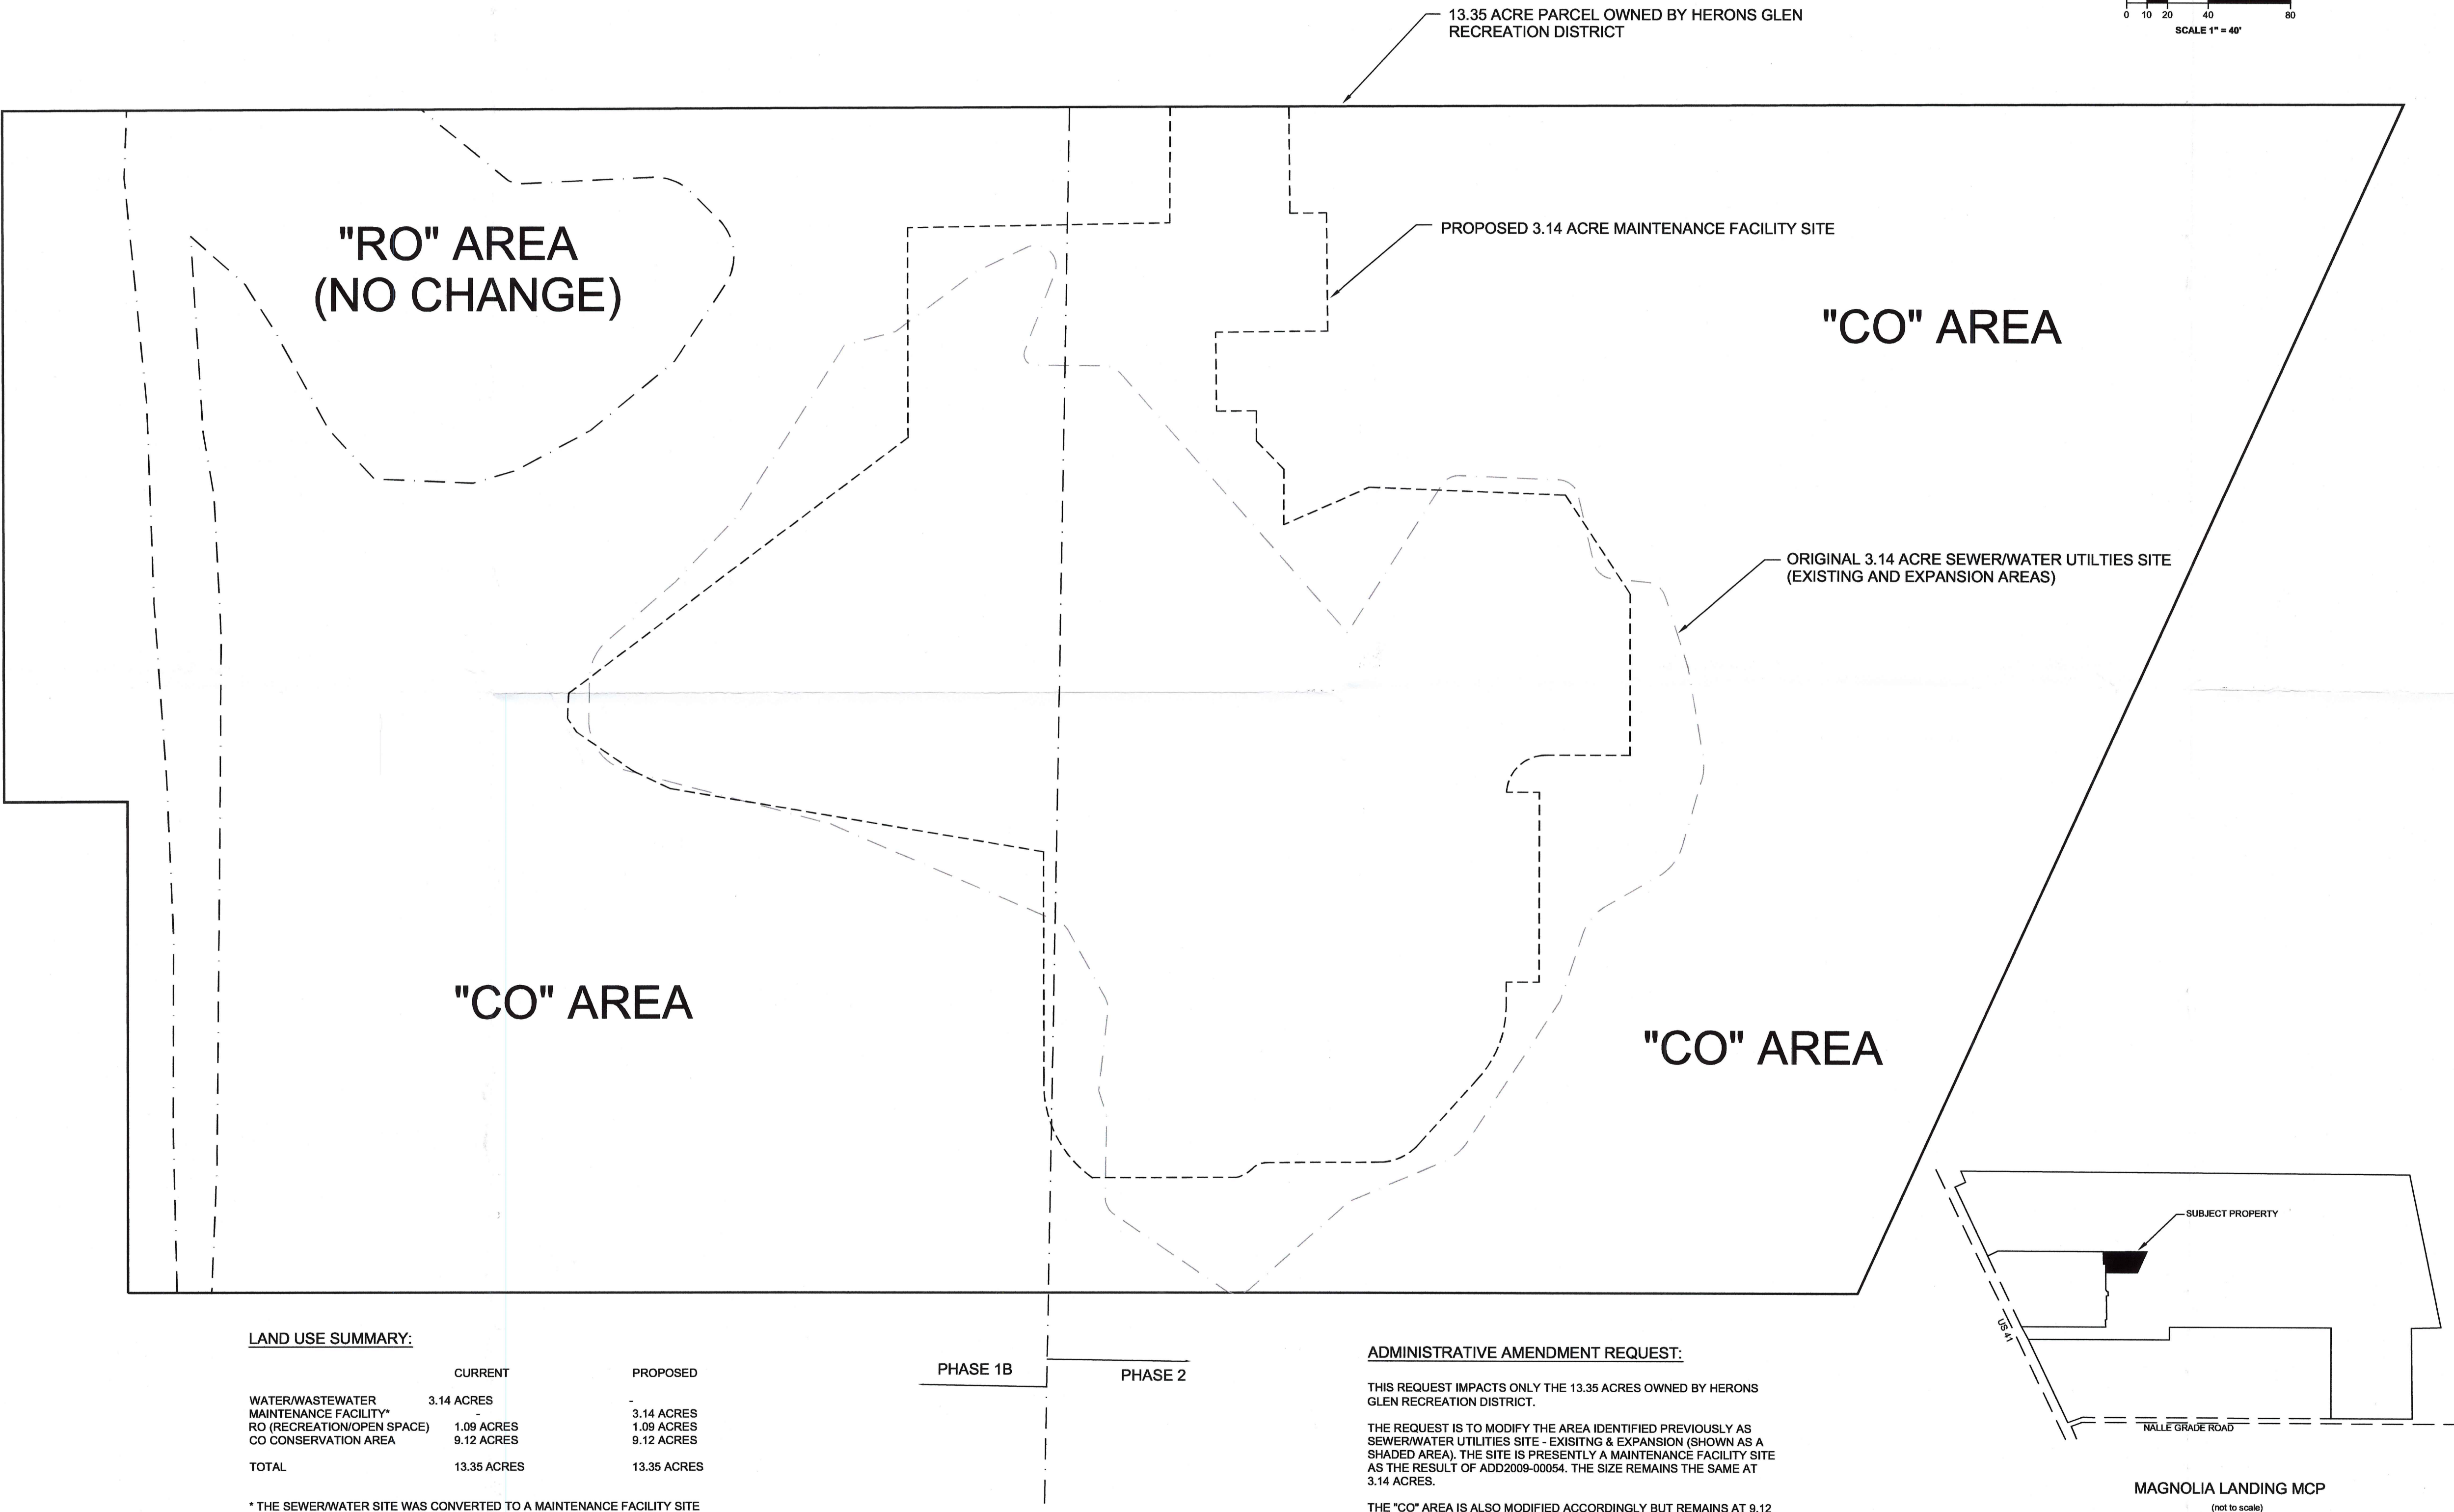 13.35 ACRE PARCEL OWNED BY HERONS GLEN
RECREATION DISTRICT
0 10 20 40 80
SCALE 1" = 40'
"RO" AREA
(NO CHANGE)
PROPOSED 3.14 ACRE MAINTENANCE FACILITY SITE
"CO" AREA
ORIGINAL 3.14 ACRE SEWER/WATER UTILTIES SITE
(EXISTING AND EXPANSION AREAS)
"CO" AREA
"CO" AREA
SUBJECT PROPERTY
US 41
NALLE GRADE ROAD
MAGNOLIA LANDING MCP
(not to scale)
PHASE 1B
PHASE 2
LAND USE SUMMARY:
CURRENT PROPOSED
WATER/WASTEWATER 3.14 ACRES -
MAINTENANCE FACILITY* - 3.14 ACRES
RO (RECREATION/OPEN SPACE) 1.09 ACRES 1.09 ACRES
CO CONSERVATION AREA 9.12 ACRES 9.12 ACRES
TOTAL 13.35 ACRES 13.35 ACRES
* THE SEWER/WATER SITE WAS CONVERTED TO A MAINTENANCE FACILITY SITE
ADMINISTRATIVE AMENDMENT REQUEST:
THIS REQUEST IMPACTS ONLY THE 13.35 ACRES OWNED BY HERONS
GLEN RECREATION DISTRICT.
THE REQUEST IS TO MODIFY THE AREA IDENTIFIED PREVIOUSLY AS
SEWER/WATER UTILITIES SITE - EXISITNG & EXPANSION (SHOWN AS A
SHADED AREA). THE SITE IS PRESENTLY A MAINTENANCE FACILITY SITE
AS THE RESULT OF ADD2009-00054. THE SIZE REMAINS THE SAME AT
3.14 ACRES.
THE "CO" AREA IS ALSO MODIFIED ACCORDINGLY BUT REMAINS AT 9.12